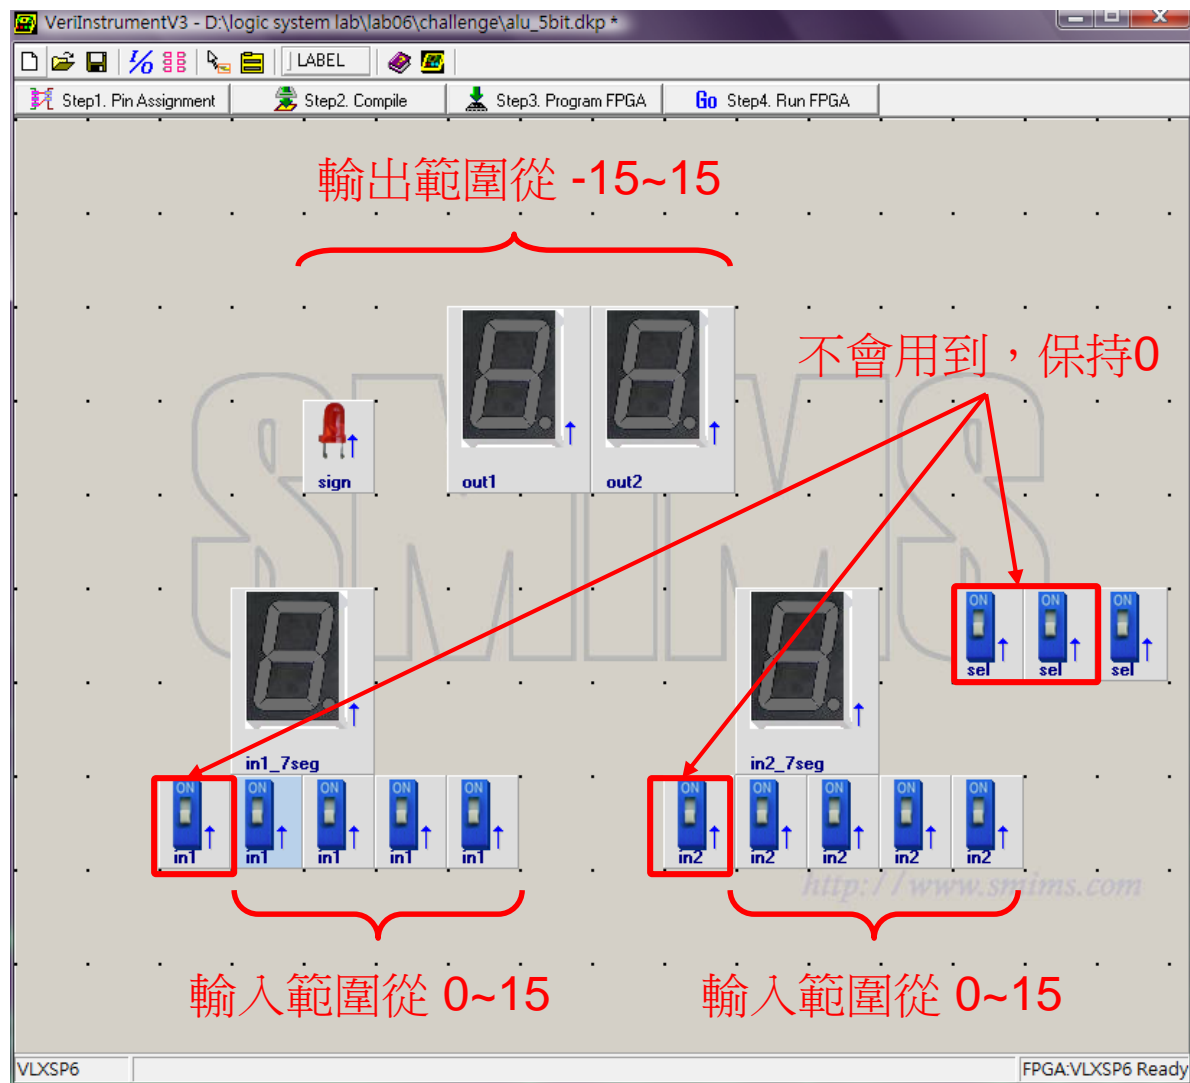 VeriInstrumentV3 - D:\logic system lab\lab06\challenge\alu_5bit.dkp *
I/O LABEL
Step1. Pin Assignment Step2. Compile Step3. Program FPGA Go Step4. Run FPGA
輸出範圍從 -15~15
不會用到，保持0
SMIMS
sign out1 out2
ON ON ON
sel sel sel
in1_7seg in2_7seg
ON ON ON ON ON ON ON ON ON ON
in1 in1 in1 in1 in1 in2 in2 in2 in2 in2
http://www.smims.com
輸入範圍從 0~15 輸入範圍從 0~15
VLXSP6 FPGA:VLXSP6 Ready